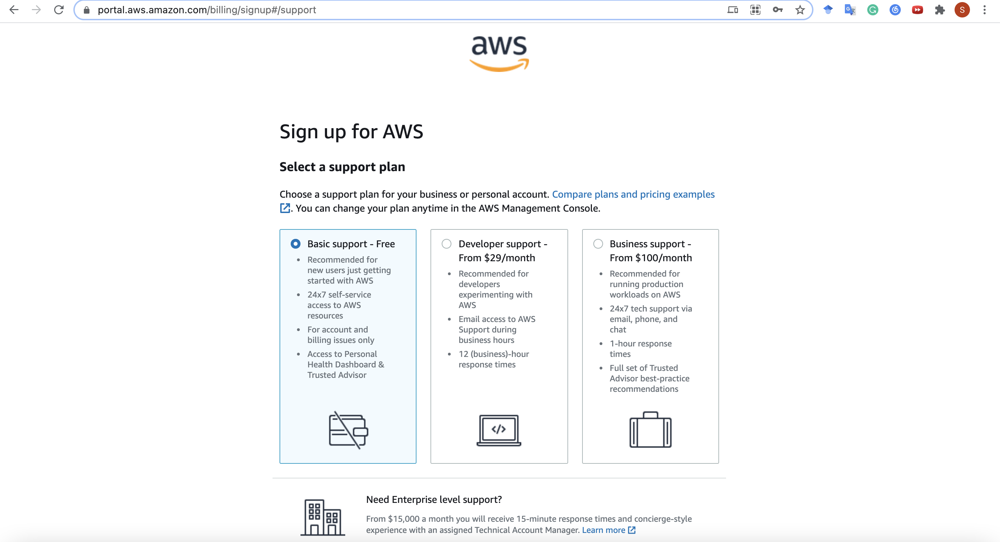 portal.aws.amazon.com/billing/signup#/support
S
aws
Sign up for AWS
Select a support plan
Choose a support plan for your business or personal account. Compare plans and pricing examples
. You can change your plan anytime in the AWS Management Console.
Basic support - Free
Recommended for
new users just getting
started with AWS
24x7 self-service
access to AWS
resources
For account and
billing issues only
Access to Personal
Health Dashboard &
Trusted Advisor
Developer support -
From $29/month
Recommended for
developers
experimenting with
AWS
Email access to AWS
Support during
business hours
12 (business)-hour
response times
</>
Business support -
From $100/month
Recommended for
running production
workloads on AWS
24x7 tech support via
email, phone, and
chat
1-hour response
times
Full set of Trusted
Advisor best-practice
recommendations
Need Enterprise level support?
From $15,000 a month you will receive 15-minute response times and concierge-style
experience with an assigned Technical Account Manager. Learn more